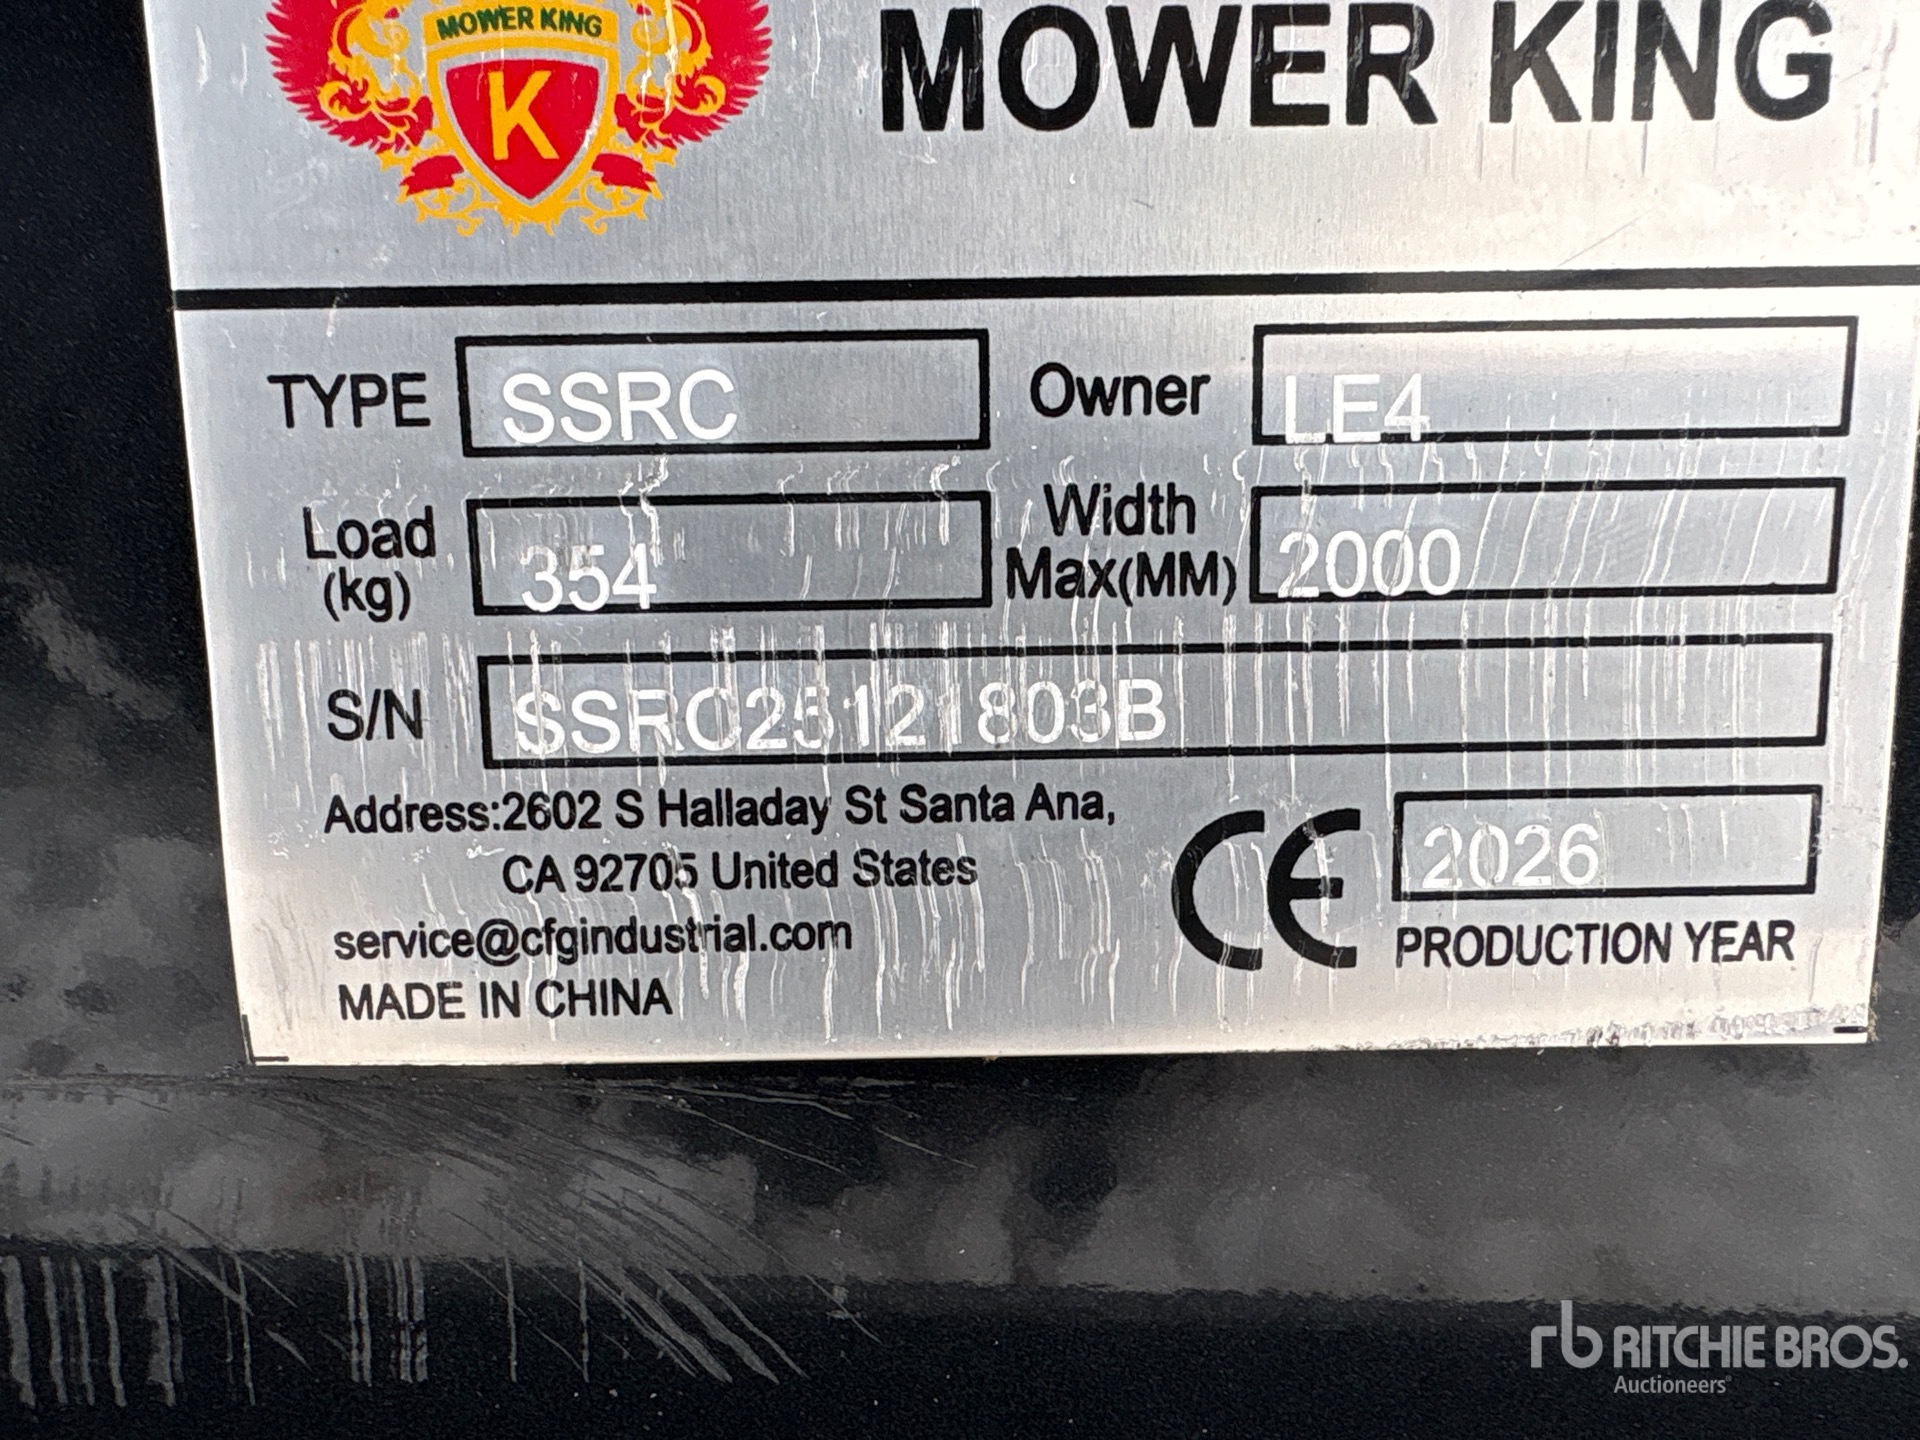 MOWER KING
K
MOWER KING
TYPE SSRC Owner LE4
Load (kg) 354 Width Max(MM) 2000
S/N SSRC25121803B
Address:2602 S Halladay St Santa Ana,
CA 92705 United States
service@cfgindustrial.com
MADE IN CHINA
CE 2026
PRODUCTION YEAR
rb RITCHIE BROS.
Auctioneers